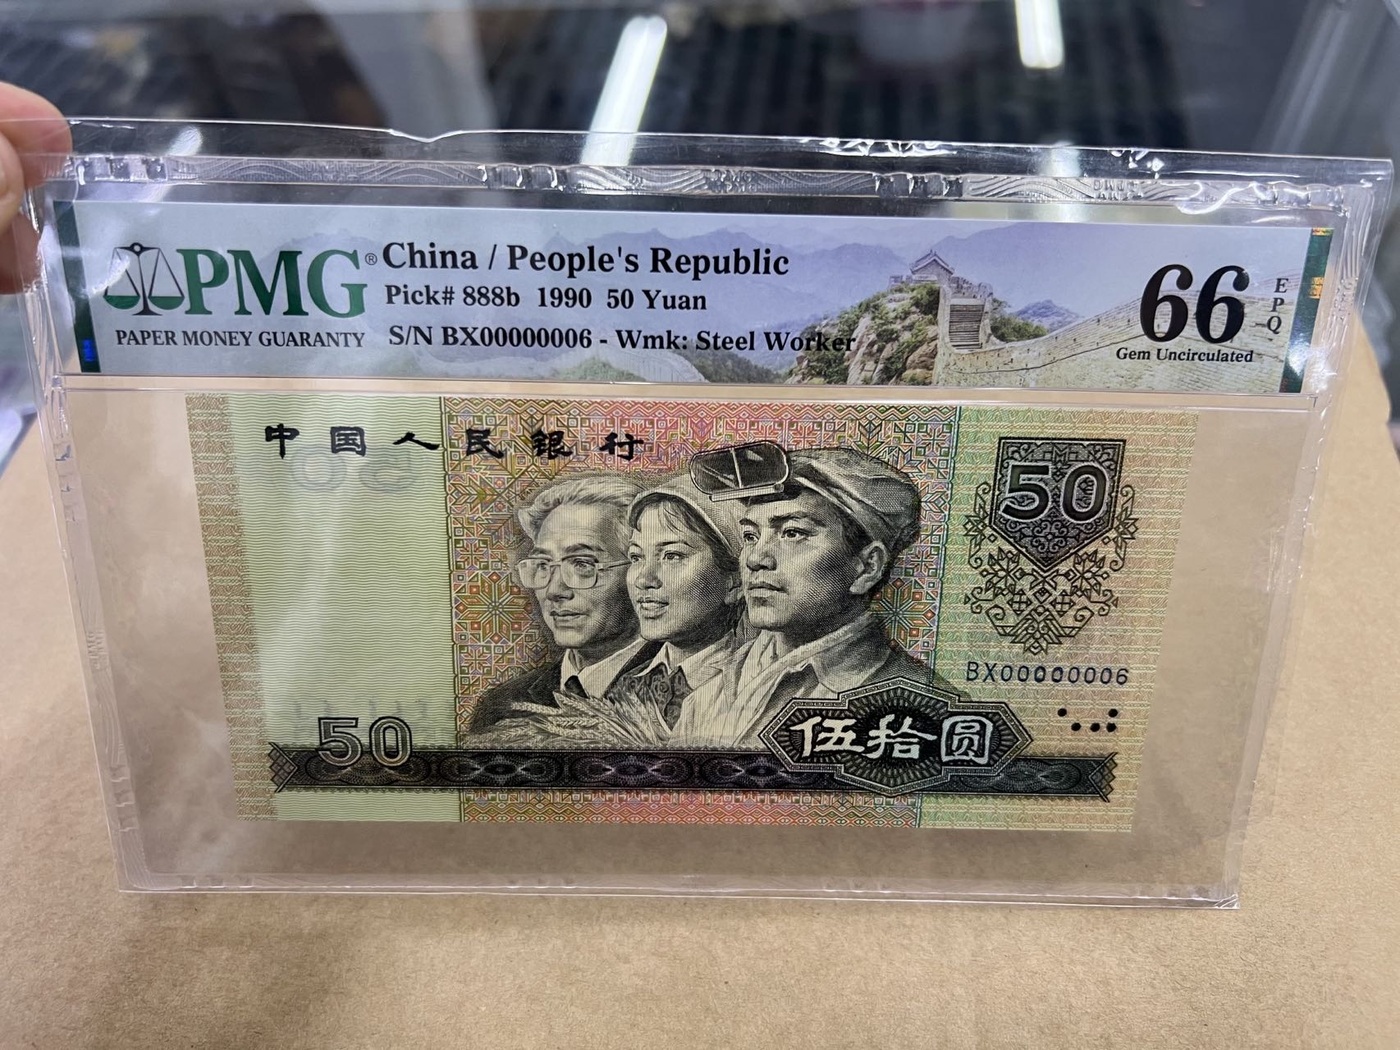 PMG® China / People's Republic
Pick# 888b 1990 50 Yuan
PAPER MONEY GUARANTY
S/N BX00000006 - Wmk: Steel Worker
66 EPQ
Gem Uncirculated
中国人民银行
50
BX00000006
50
伍拾圆